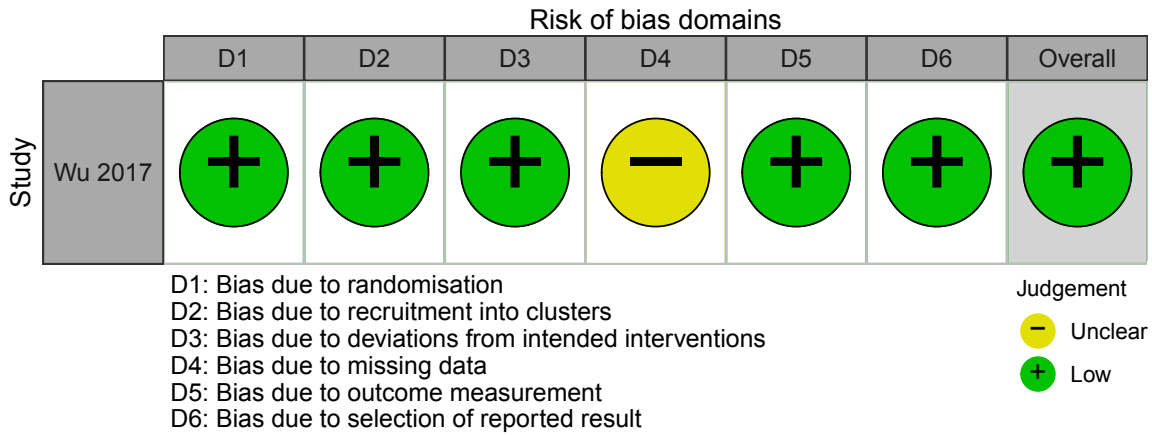 Risk of bias domains
D1 D2 D3 D4 D5 D6 Overall
Study
Wu 2017
D1: Bias due to randomisation
D2: Bias due to recruitment into clusters
D3: Bias due to deviations from intended interventions
D4: Bias due to missing data
D5: Bias due to outcome measurement
D6: Bias due to selection of reported result
Judgement
Unclear
Low